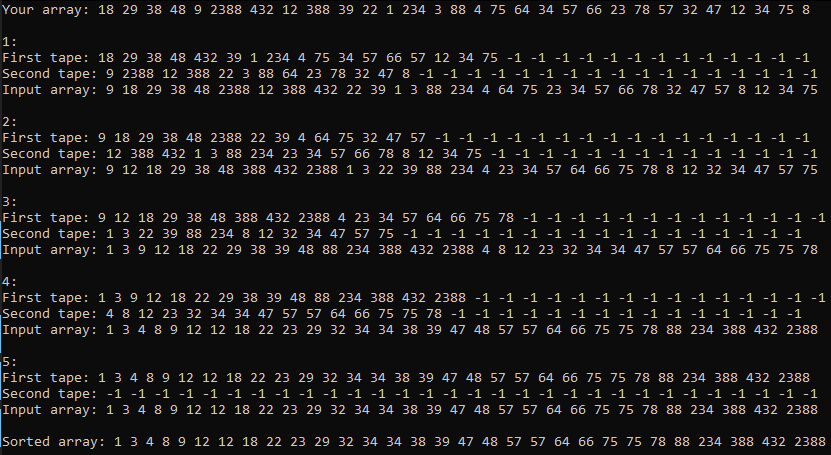 Your array: 18 29 38 48 9 2388 432 12 388 39 22 1 234 3 88 4 75 64 34 57 66 23 78 57 32 47 12 34 75 8
1:
First tape: 18 29 38 48 432 39 1 234 4 75 34 57 66 57 12 34 75 -1 -1 -1 -1 -1 -1 -1 -1 -1 -1 -1 -1 -1
Second tape: 9 2388 12 388 22 3 88 64 23 78 32 47 8 -1 -1 -1 -1 -1 -1 -1 -1 -1 -1 -1 -1 -1 -1 -1 -1 -1
Input array: 9 18 29 38 48 2388 12 388 432 22 39 1 3 88 234 4 64 75 23 34 57 66 78 32 47 57 8 12 34 75
2:
First tape: 9 18 29 38 48 2388 22 39 4 64 75 32 47 57 -1 -1 -1 -1 -1 -1 -1 -1 -1 -1 -1 -1 -1 -1 -1 -1
Second tape: 12 388 432 1 3 88 234 23 34 57 66 78 8 12 34 75 -1 -1 -1 -1 -1 -1 -1 -1 -1 -1 -1 -1 -1 -1
Input array: 9 12 18 29 38 48 388 432 2388 1 3 22 39 88 234 4 23 34 57 64 66 75 78 8 12 32 34 47 57 75
3:
First tape: 9 12 18 29 38 48 388 432 2388 4 23 34 57 64 66 75 78 -1 -1 -1 -1 -1 -1 -1 -1 -1 -1 -1 -1 -1
Second tape: 1 3 22 39 88 234 8 12 32 34 47 57 75 -1 -1 -1 -1 -1 -1 -1 -1 -1 -1 -1 -1 -1 -1 -1 -1 -1
Input array: 1 3 9 12 18 22 29 38 39 48 88 234 388 432 2388 4 8 12 23 32 34 34 47 57 57 64 66 75 75 78
4:
First tape: 1 3 9 12 18 22 29 38 39 48 88 234 388 432 2388 -1 -1 -1 -1 -1 -1 -1 -1 -1 -1 -1 -1 -1 -1 -1
Second tape: 4 8 12 23 32 34 34 47 57 57 64 66 75 75 78 -1 -1 -1 -1 -1 -1 -1 -1 -1 -1 -1 -1 -1 -1 -1
Input array: 1 3 4 8 9 12 12 18 22 23 29 32 34 34 38 39 47 48 57 57 64 66 75 75 78 88 234 388 432 2388
5:
First tape: 1 3 4 8 9 12 12 18 22 23 29 32 34 34 38 39 47 48 57 57 64 66 75 75 78 88 234 388 432 2388
Second tape: -1 -1 -1 -1 -1 -1 -1 -1 -1 -1 -1 -1 -1 -1 -1 -1 -1 -1 -1 -1 -1 -1 -1 -1 -1 -1 -1 -1 -1 -1
Input array: 1 3 4 8 9 12 12 18 22 23 29 32 34 34 38 39 47 48 57 57 64 66 75 75 78 88 234 388 432 2388
Sorted array: 1 3 4 8 9 12 12 18 22 23 29 32 34 34 38 39 47 48 57 57 64 66 75 75 78 88 234 388 432 2388